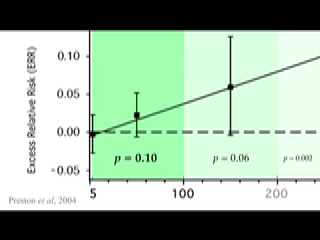 Excess Relative Risk (ERR)
0.10
0.05
0.00
-0.05
p = 0.10
p = 0.06
p = 0.002
5
100
200
Preston et al, 2004